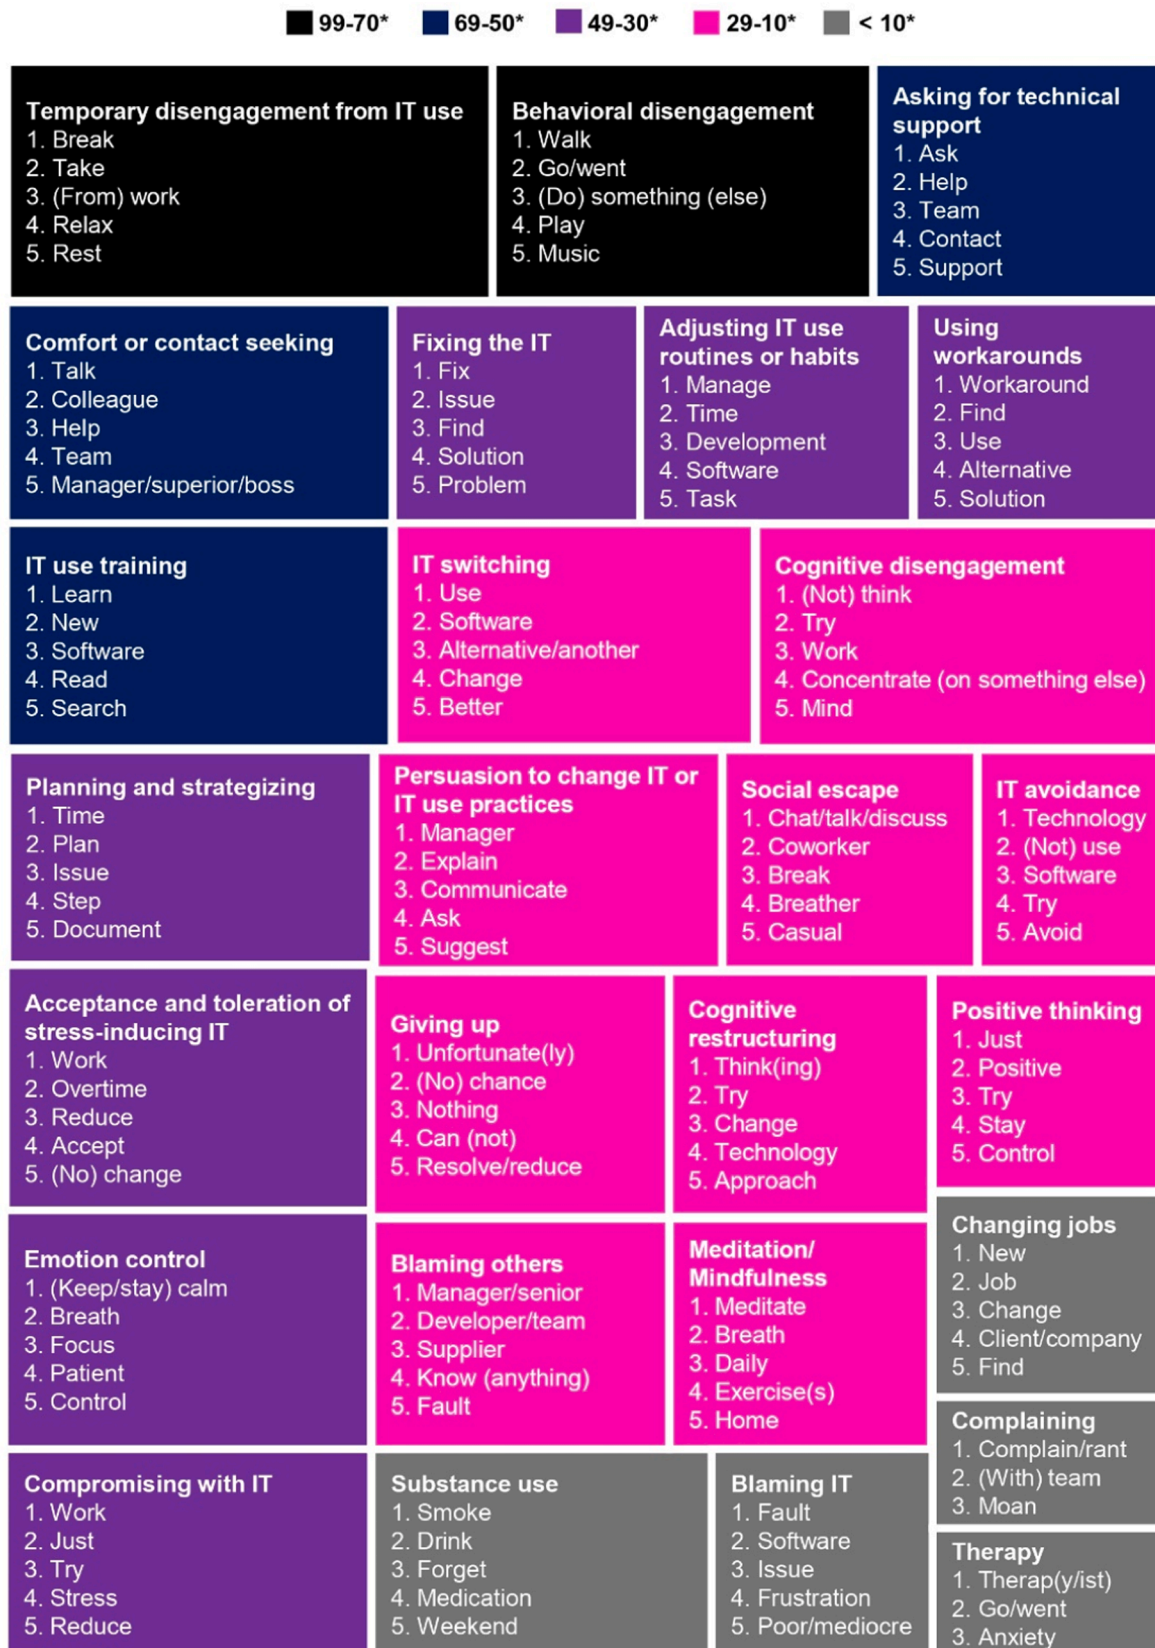 99-70*
69-50*
49-30*
29-10*
< 10*
Temporary disengagement from IT use
1. Break
2. Take
3. (From) work
4. Relax
5. Rest
Behavioral disengagement
1. Walk
2. Go/went
3. (Do) something (else)
4. Play
5. Music
Asking for technical
support
1. Ask
2. Help
3. Team
4. Contact
5. Support
Comfort or contact seeking
1. Talk
2. Colleague
3. Help
4. Team
5. Manager/superior/boss
Fixing the IT
1. Fix
2. Issue
3. Find
4. Solution
5. Problem
Adjusting IT use
routines or habits
1. Manage
2. Time
3. Development
4. Software
5. Task
Using
workarounds
1. Workaround
2. Find
3. Use
4. Alternative
5. Solution
IT use training
1. Learn
2. New
3. Software
4. Read
5. Search
IT switching
1. Use
2. Software
3. Alternative/another
4. Change
5. Better
Cognitive disengagement
1. (Not) think
2. Try
3. Work
4. Concentrate (on something else)
5. Mind
Planning and strategizing
1. Time
2. Plan
3. Issue
4. Step
5. Document
Persuasion to change IT or
IT use practices
1. Manager
2. Explain
3. Communicate
4. Ask
5. Suggest
Social escape
1. Chat/talk/discuss
2. Coworker
3. Break
4. Breather
5. Casual
IT avoidance
1. Technology
2. (Not) use
3. Software
4. Try
5. Avoid
Acceptance and toleration of
stress-inducing IT
1. Work
2. Overtime
3. Reduce
4. Accept
5. (No) change
Giving up
1. Unfortunate(ly)
2. (No) chance
3. Nothing
4. Can (not)
5. Resolve/reduce
Cognitive
restructuring
1. Think(ing)
2. Try
3. Change
4. Technology
5. Approach
Positive thinking
1. Just
2. Positive
3. Try
4. Stay
5. Control
Emotion control
1. (Keep/stay) calm
2. Breath
3. Focus
4. Patient
5. Control
Blaming others
1. Manager/senior
2. Developer/team
3. Supplier
4. Know (anything)
5. Fault
Meditation/
Mindfulness
1. Meditate
2. Breath
3. Daily
4. Exercise(s)
5. Home
Changing jobs
1. New
2. Job
3. Change
4. Client/company
5. Find
Complaining
1. Complain/rant
2. (With) team
3. Moan
Compromising with IT
1. Work
2. Just
3. Try
4. Stress
5. Reduce
Substance use
1. Smoke
2. Drink
3. Forget
4. Medication
5. Weekend
Blaming IT
1. Fault
2. Software
3. Issue
4. Frustration
5. Poor/mediocre
Therapy
1. Therap(y/ist)
2. Go/went
3. Anxiety